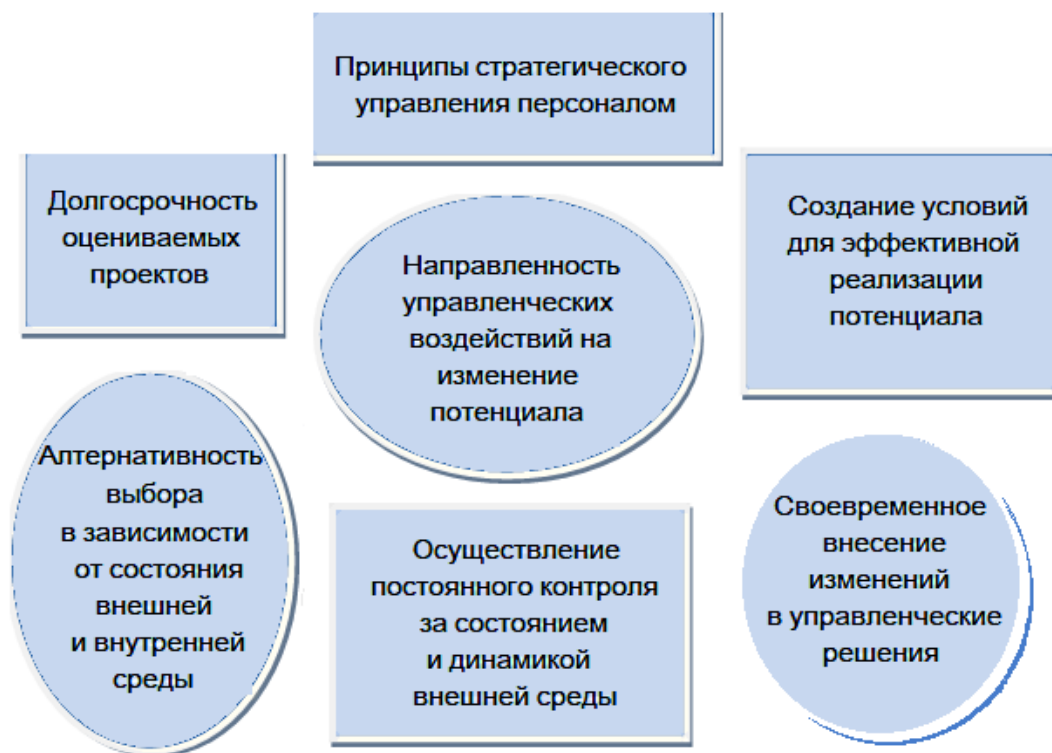 Принципы стратегического
управления персоналом
Долгосрочность
оцениваемых
проектов
Направленность
управленческих
воздействий на
изменение
потенциала
Создание условий
для эффективной
реализации
потенциала
Алтернативность
выбора
в зависимости
от состояния
внешней
и внутренней
среды
Осуществление
постоянного контроля
за состоянием
и динамикой
внешней среды
Своевременное
внесение
изменений
в управленческие
решения